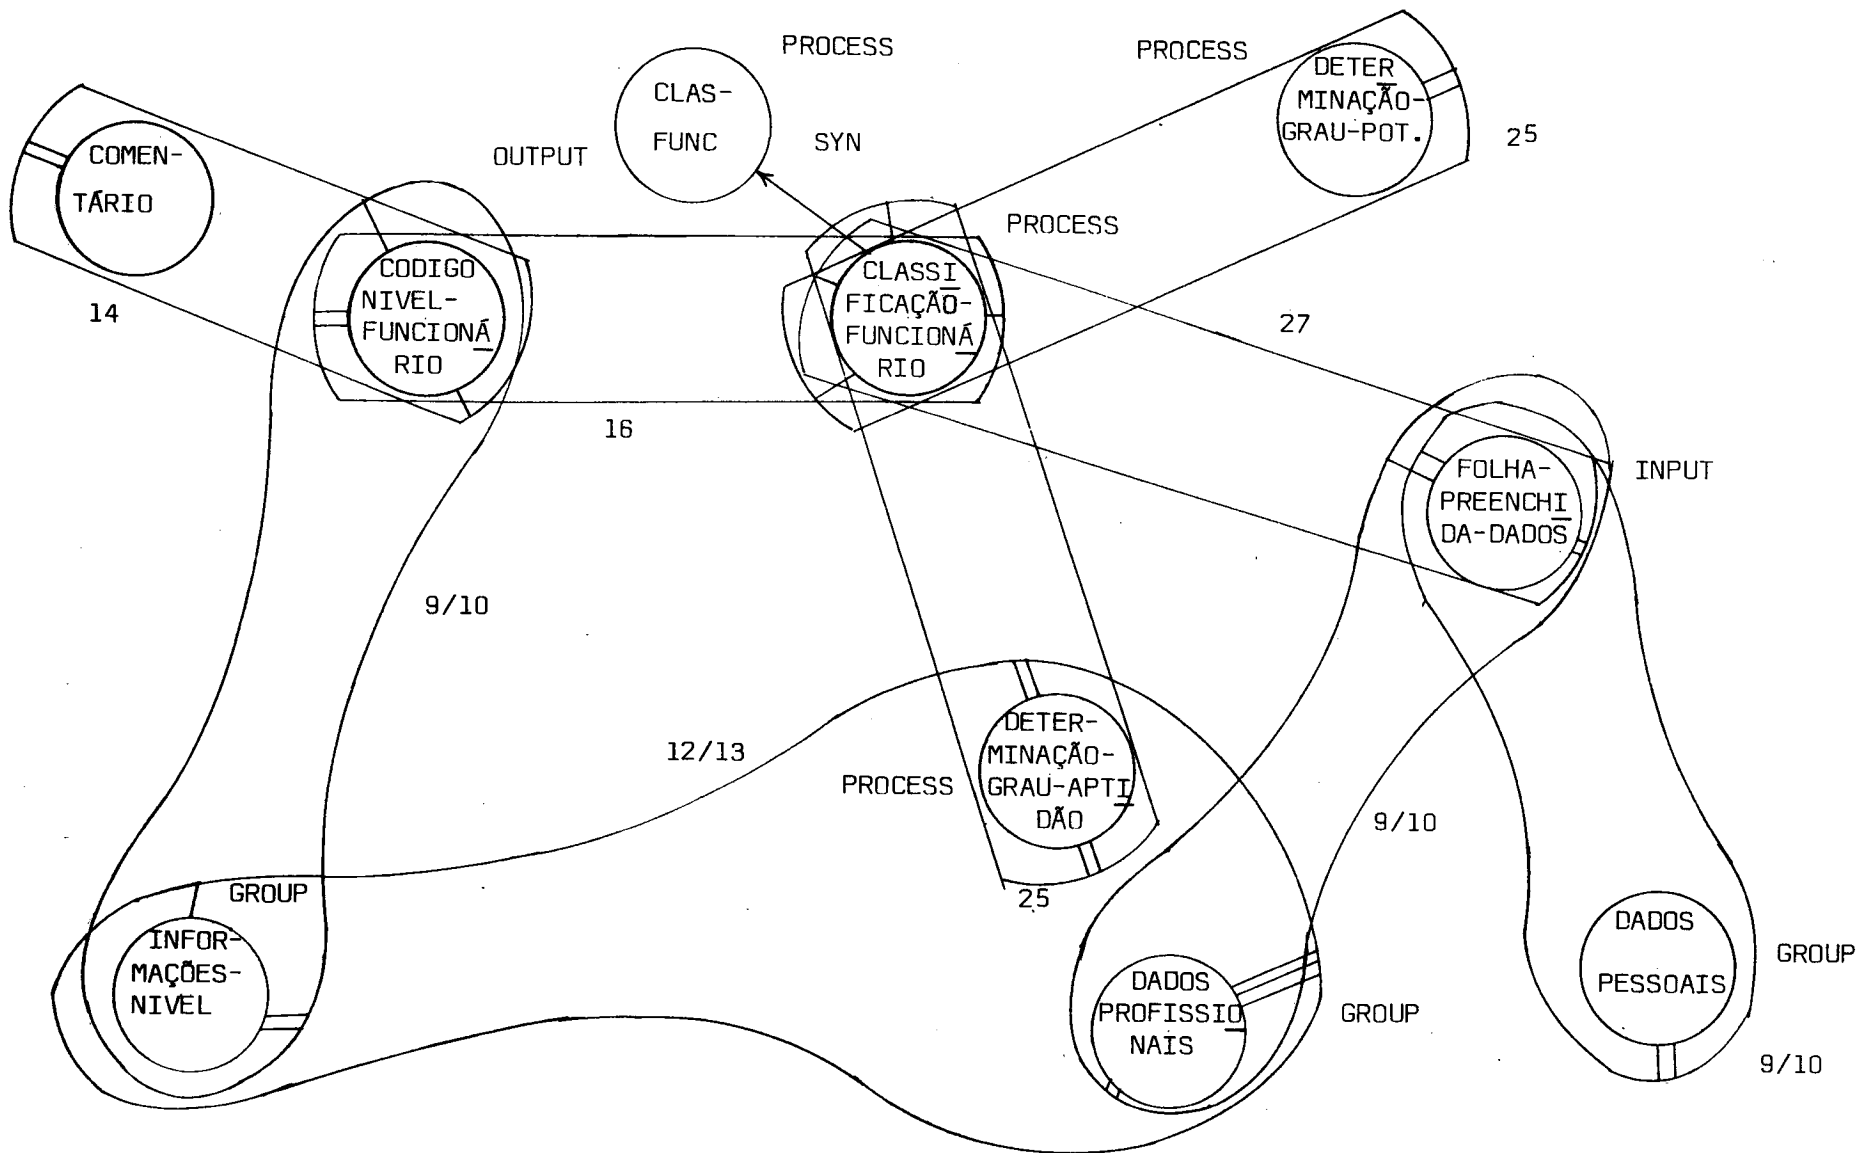 PROCESS
CLAS-
FUNC
SYN
PROCESS
DETER
MINAÇÃO-
GRAU-POT.
25
COMEN-
TÁRIO
14
OUTPUT
CODIGO
NIVEL-
FUNCIONÁ
RIO
PROCESS
CLASSI
FICAÇÃO-
FUNCIONÁ
RIO
16
27
INPUT
FOLHA-
PREENCHI
DA-DADOS
9/10
12/13
PROCESS
DETER-
MINAÇÃO-
GRAU-APTI
DÃO
25
9/10
GROUP
INFOR-
MAÇÕES-
NIVEL
DADOS
PROFISSIO
NAIS
GROUP
DADOS
PESSOAIS
GROUP
9/10